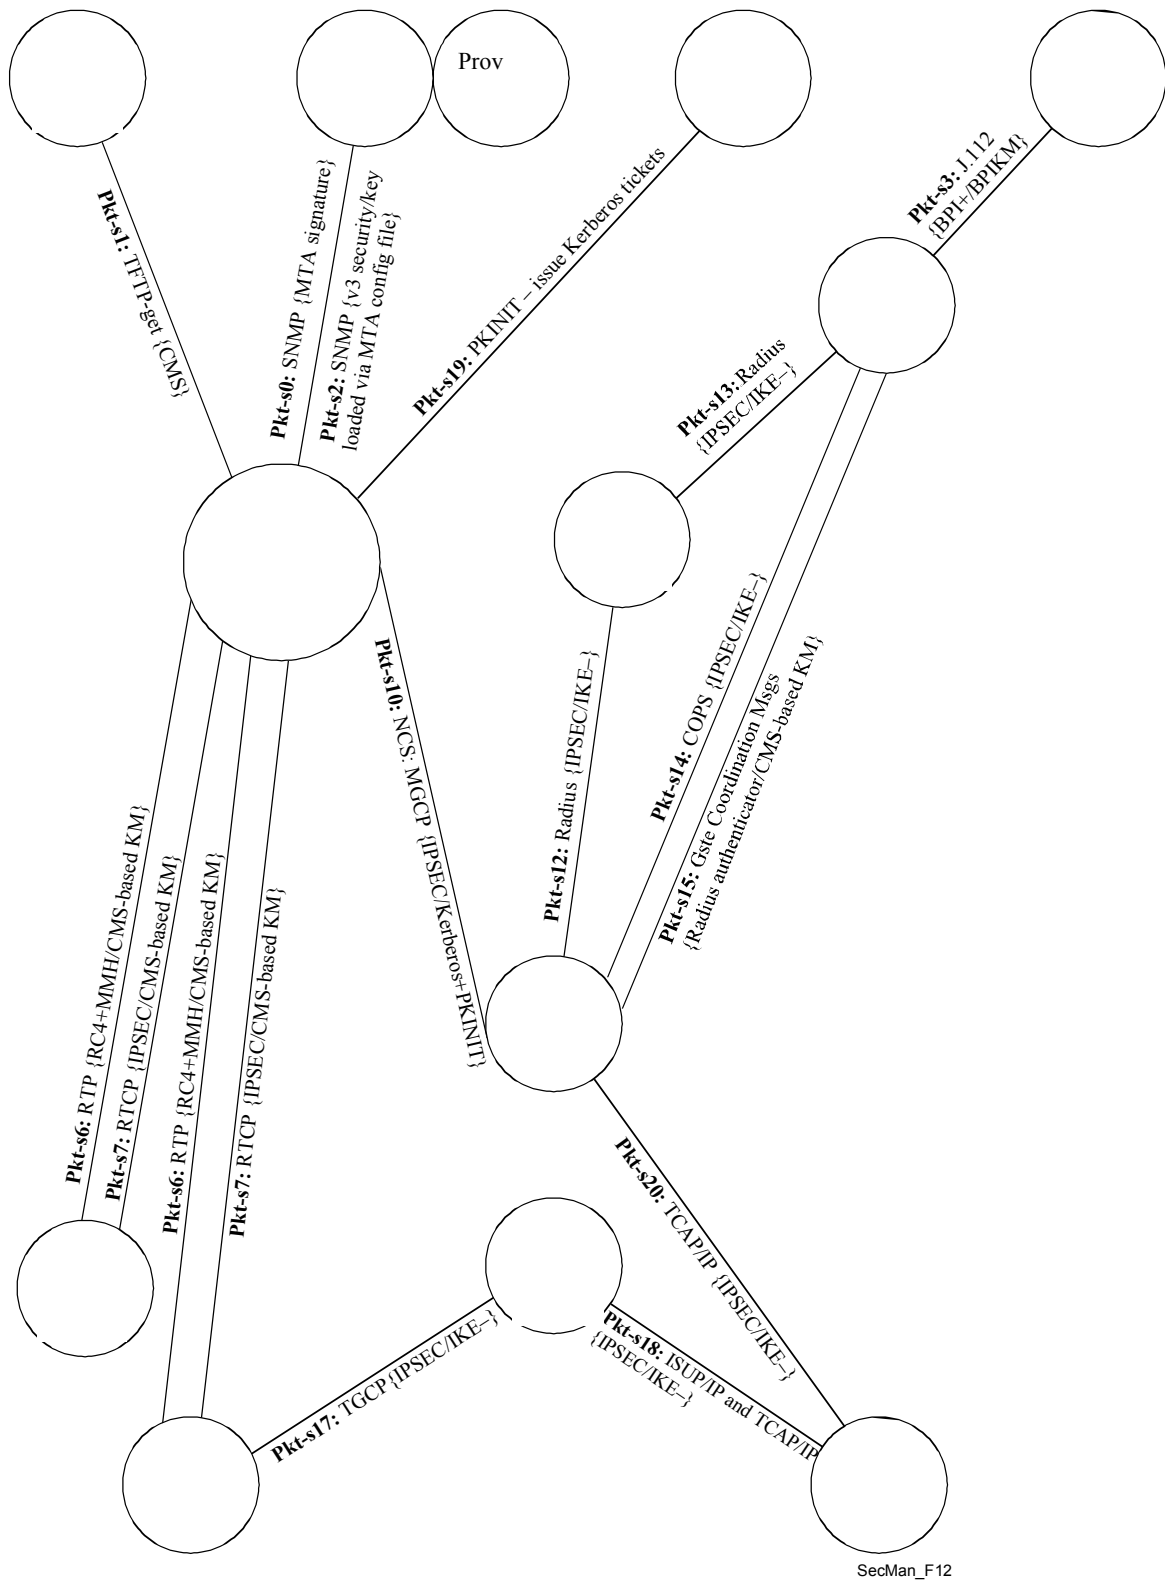 Prov
Pkt-s1: TFTP-get {CMS}
Pkt-s0: SNMP {MTA signature}
Pkt-s2: SNMP {v3 security/key
loaded via MTA config file}
Pkt-s19: PKINIT – issue Kerberos tickets
Pkt-s3: J.112
{BPI+/BPIKM}
Pkt-s13: Radius
{IPSEC/IKE–}
Pkt-s10: NCS: MGCP {IPSEC/Kerberos+PKINIT}
Pkt-s12: Radius {IPSEC/IKE–}
Pkt-s14: COPS {IPSEC/IKE–}
Pkt-s15: Gste Coordination Msgs
{Radius authenticator/CMS-based KM}
Pkt-s6: RTP {RC4+MMH/CMS-based KM}
Pkt-s7: RTCP {IPSEC/CMS-based KM}
Pkt-s6: RTP {RC4+MMH/CMS-based KM}
Pkt-s7: RTCP {IPSEC/CMS-based KM}
Pkt-s20: TCAP/IP {IPSEC/IKE–}
Pkt-s17: TGCP{IPSEC/IKE–}
Pkt-s18: ISUP/IP and TCAP/IP
{IPSEC/IKE–}
SecMan_F12